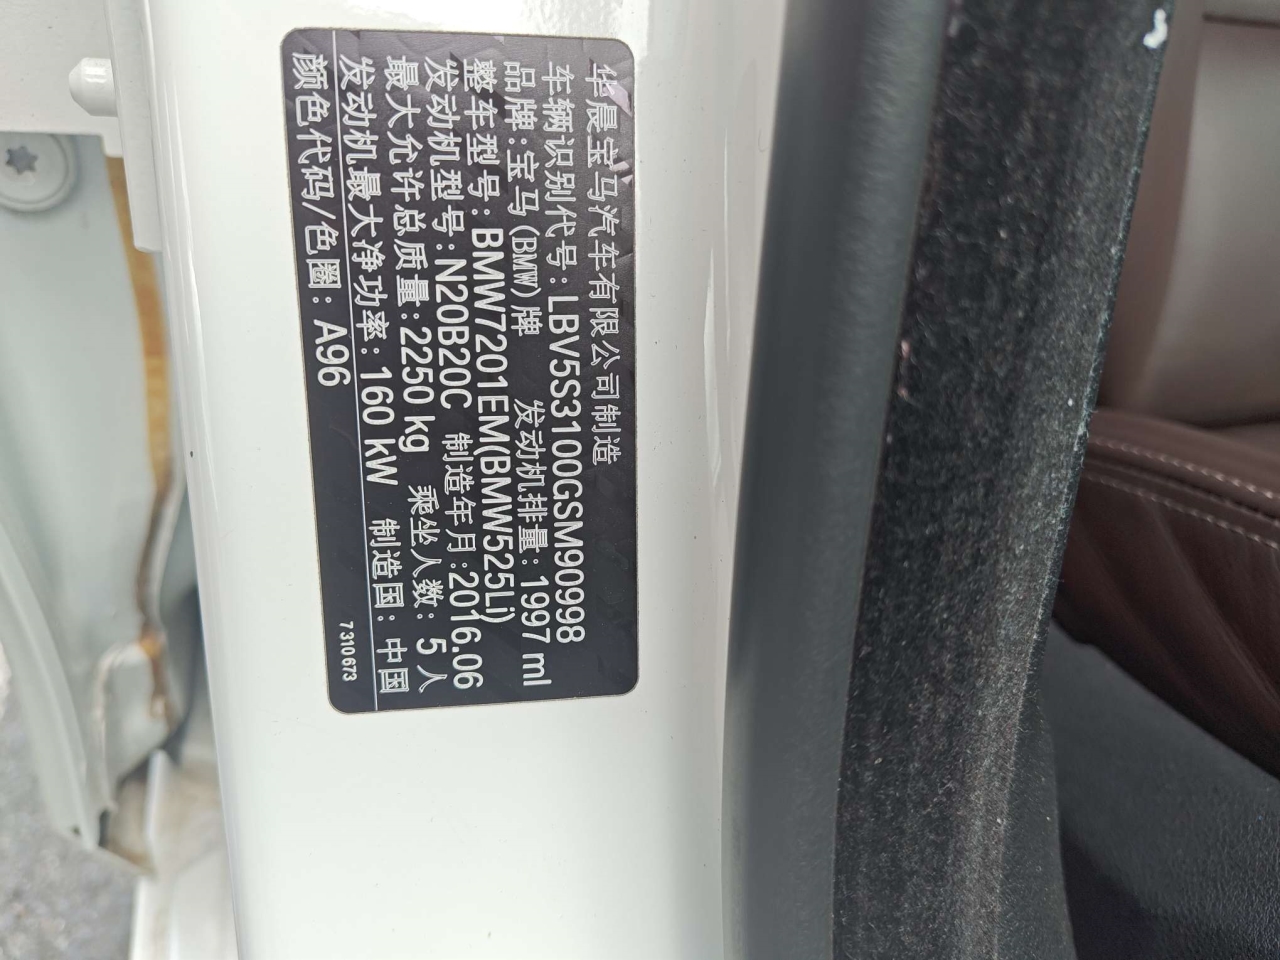 华晨宝马汽车有限公司制造
车辆识别代号:LBV5S3100GSM90998
品牌:宝马(BMW)牌 发动机排量:1997 ml
整车型号:BMW7201EM(BMW525Li)
发动机型号:N20B20C 制造年月:2016.06
最大允许总质量:2250 kg 乘坐人数: 5 人
发动机最大净功率: 160 kW 制造国: 中国
颜色代码/色圈: A96 7310673